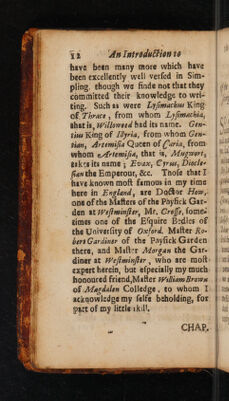 12 An Introduction to
have been many more which have
been excellently well versed in Sim-
pling, though we finde not that they
committed their knowledge to wri-
ting. Such as were Lysimachus King
of Thrace, from whom Lysimachia,
that is, Willoweed had its name. Gen-
tius King of Illyria, from whom Gen-
tian, Artemisia Queen of Caria, from
whom Artemisia, that is, Mugwort,
takes its name; Evax, Cyrus, Diocle-
sian the Emperour, &c. Those that I
have known most famous in my time
here in England, are Doctor How,
one of the Masters of the Physick Gar-
den at Westminster, Mr. Crosse, some-
times one of the Esquire Bedles of
the University of Oxford. Master Ro-
bert Gardiner of the Physick Garden
there, and Master Morgan the Gar-
diner at Westminster, who are most
expert herein, but especially my much
honoured friend, Master William Brown
of Magdalen Colledge, to whom I
acknowledge my selfe beholding, for
part of my little skill.
CHAP.